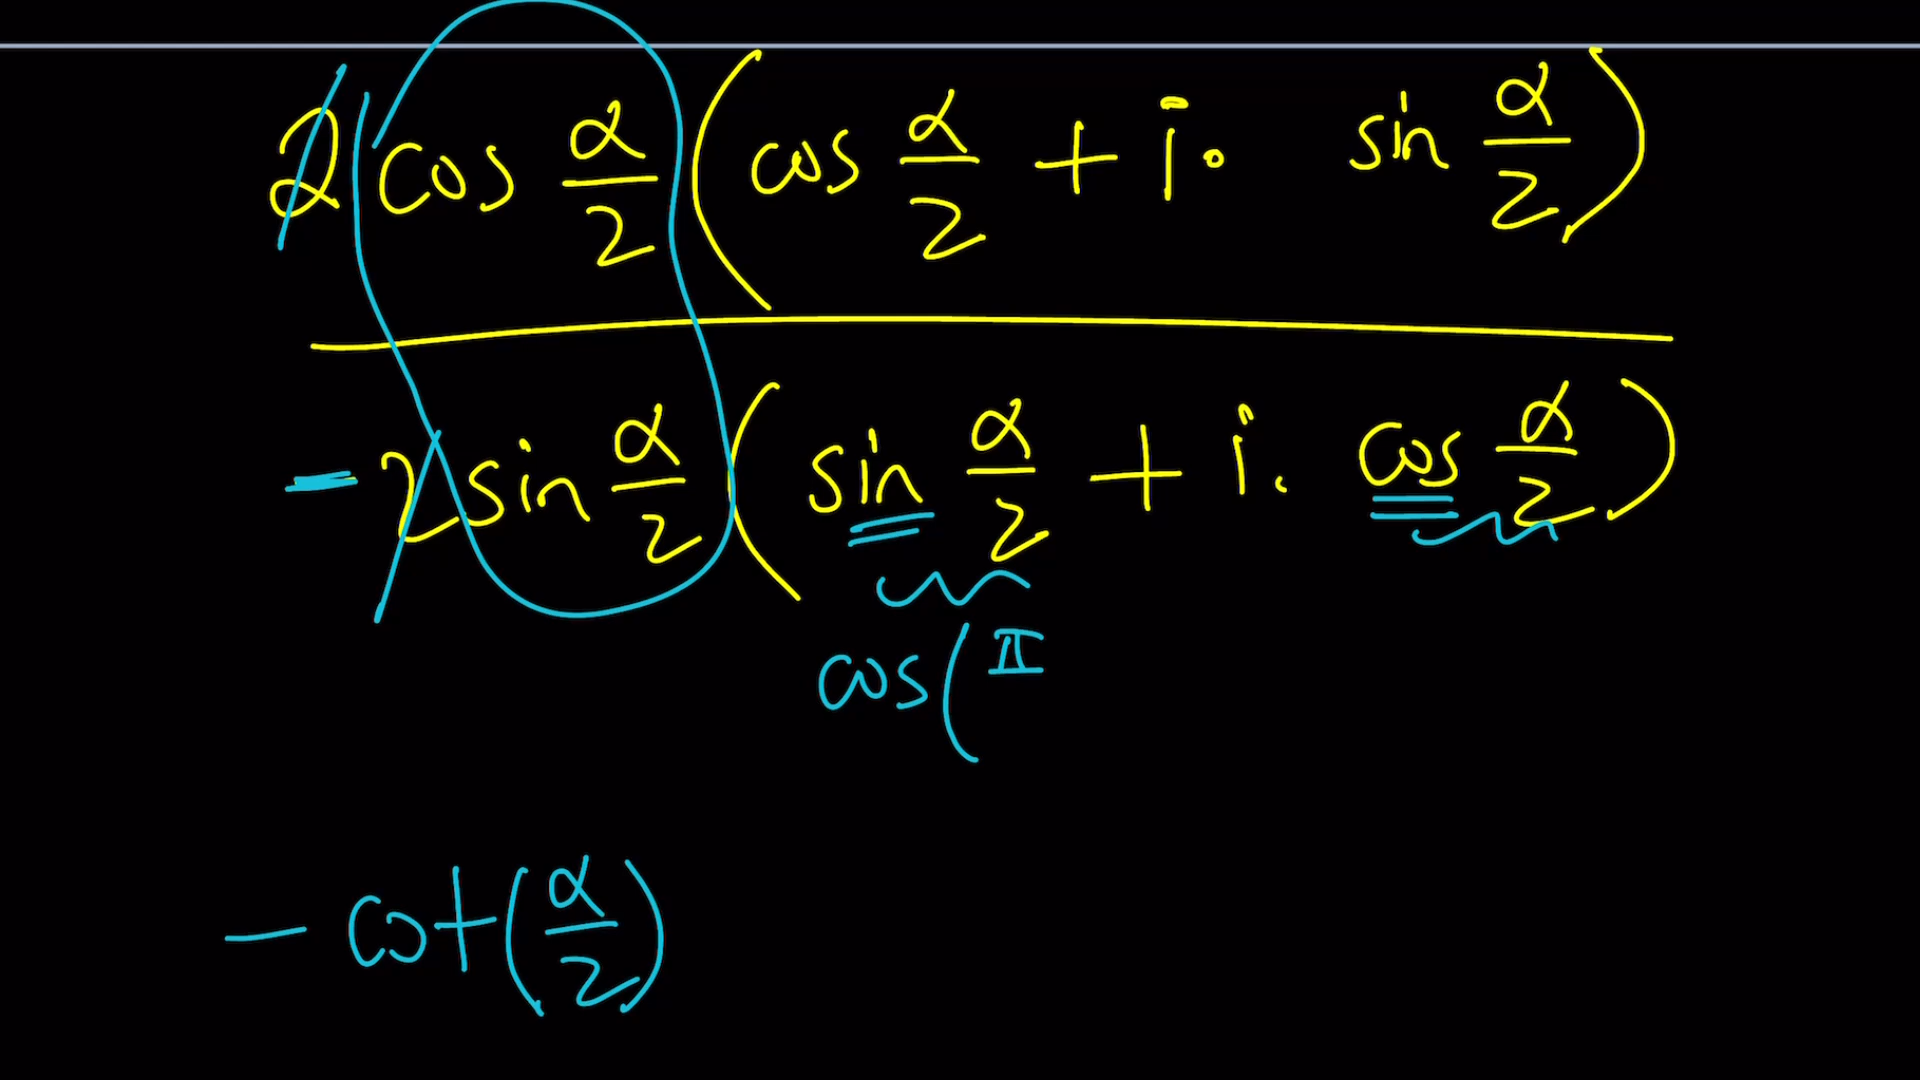 2 cos α/2 (cos α/2 + i. sin α/2)
- 2 sin α/2 (sin α/2 + i. cos α/2)
cos(π
- cot(α/2)